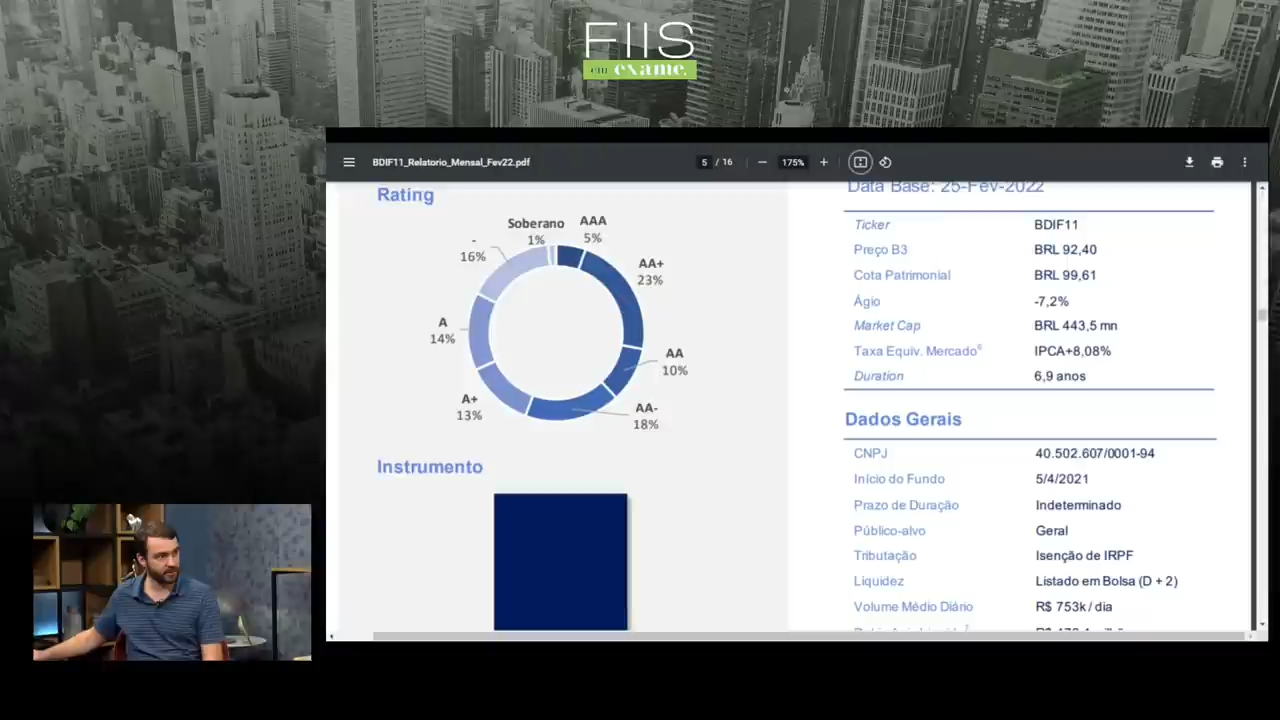 FIIS
em exame.
BDIF11_Relatorio_Mensal_Fev22.pdf
5 / 16
175%
Rating
Soberano
1%
AAA
5%
AA+
23%
AA
10%
AA-
18%
A+
13%
A
14%
-
16%
Instrumento
Data Base: 25-Fev-2022
Ticker BDIF11
Preço B3 BRL 92,40
Cota Patrimonial BRL 99,61
Ágio -7,2%
Market Cap BRL 443,5 mn
Taxa Equiv. Mercado6 IPCA+8,08%
Duration 6,9 anos
Dados Gerais
CNPJ 40.502.607/0001-94
Início do Fundo 5/4/2021
Prazo de Duração Indeterminado
Público-alvo Geral
Tributação Isenção de IRPF
Liquidez Listado em Bolsa (D + 2)
Volume Médio Diário R$ 753k / dia